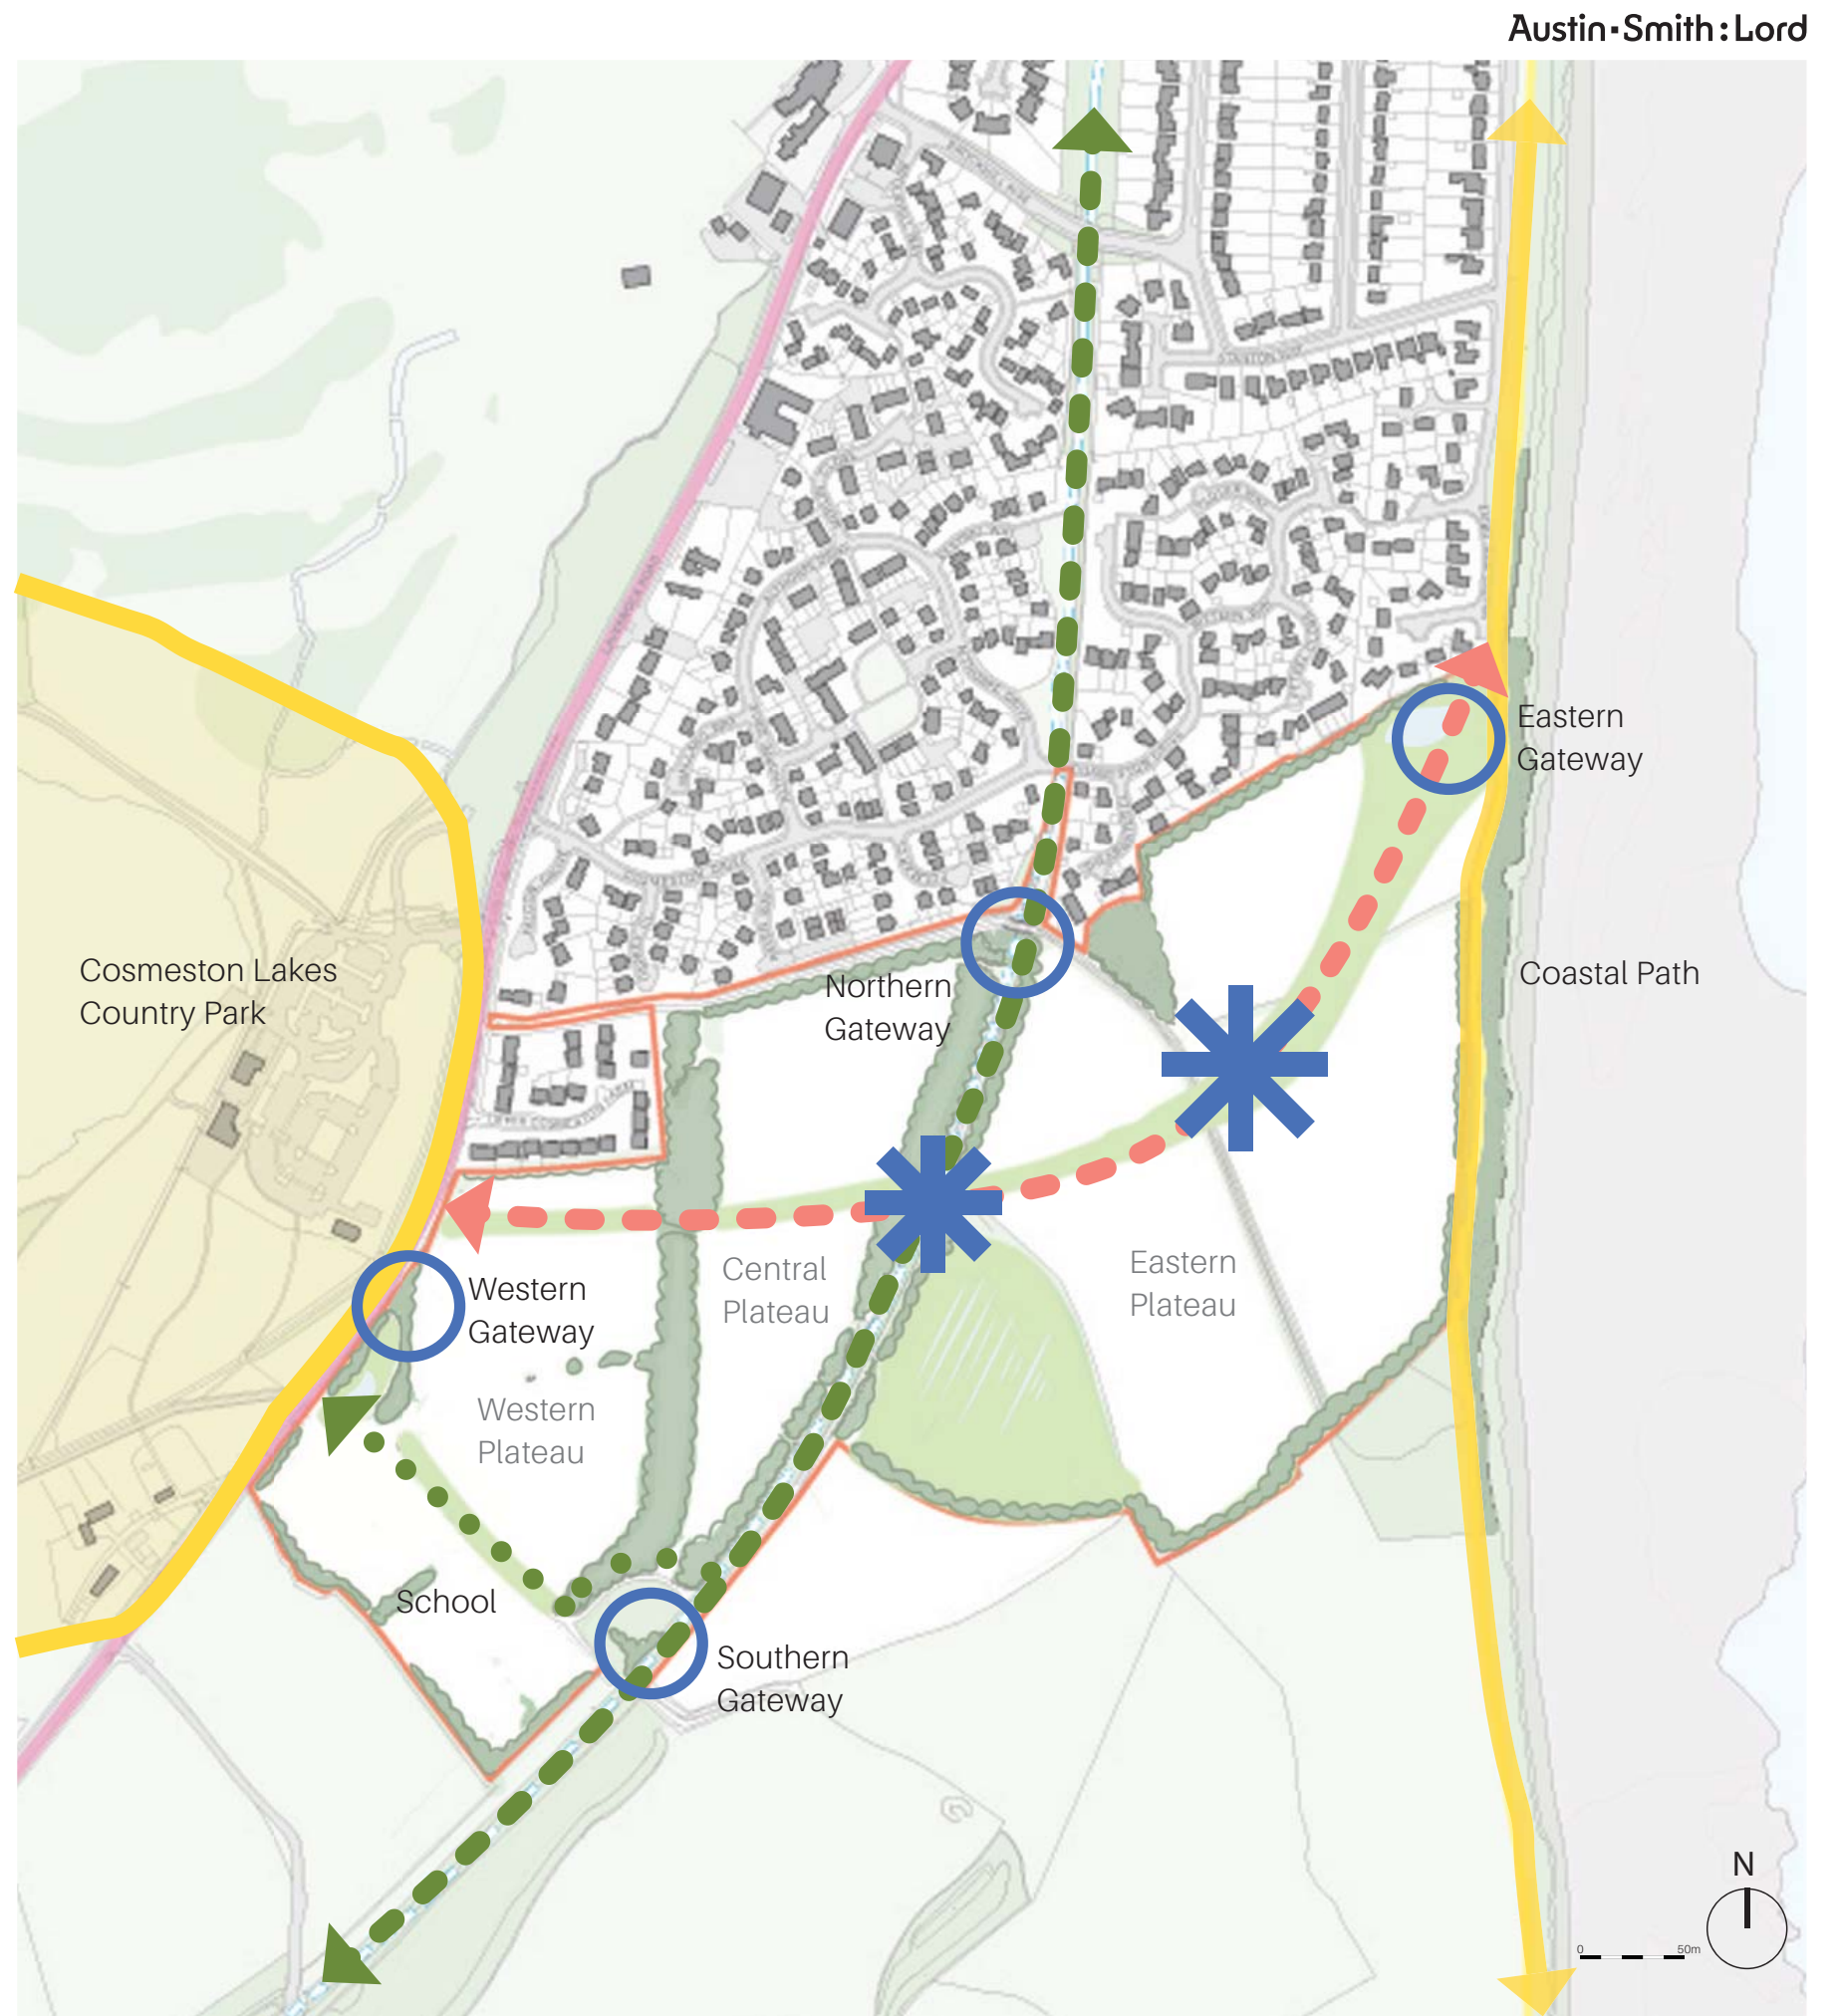 Austin·Smith:Lord
Eastern
Gateway
Cosmeston Lakes
Country Park
Northern
Gateway
Coastal Path
Central
Plateau
Eastern
Plateau
Western
Gateway
Western
Plateau
School
Southern
Gateway
N
0 50m